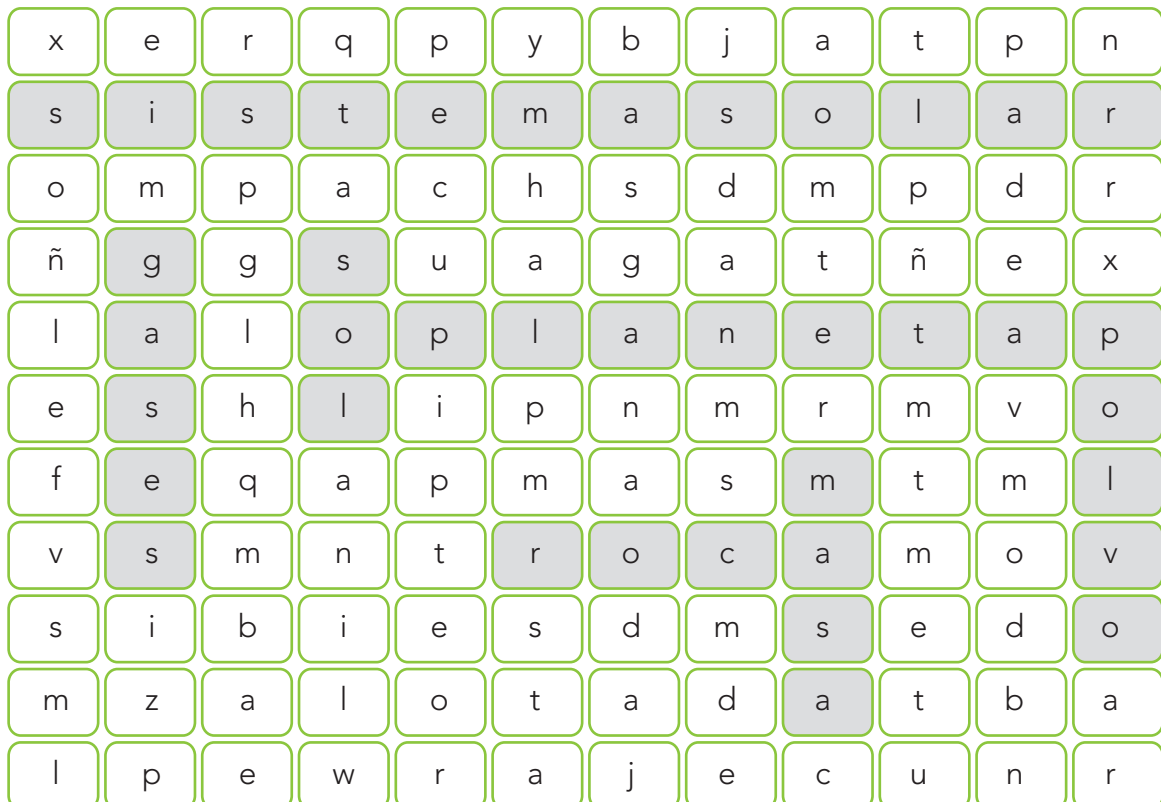 x e r q p y b j a t p n
s i s t e m a s o l a r
o m p a c h s d m p d r
ñ g g s u a g a t ñ e x
l a l o p l a n e t a p
e s h l i p n m r m v o
f e q a p m a s m t m l
v s m n t r o c a m o v
s i b i e s d m s e d o
m z a l o t a d a t b a
l p e w r a j e c u n r